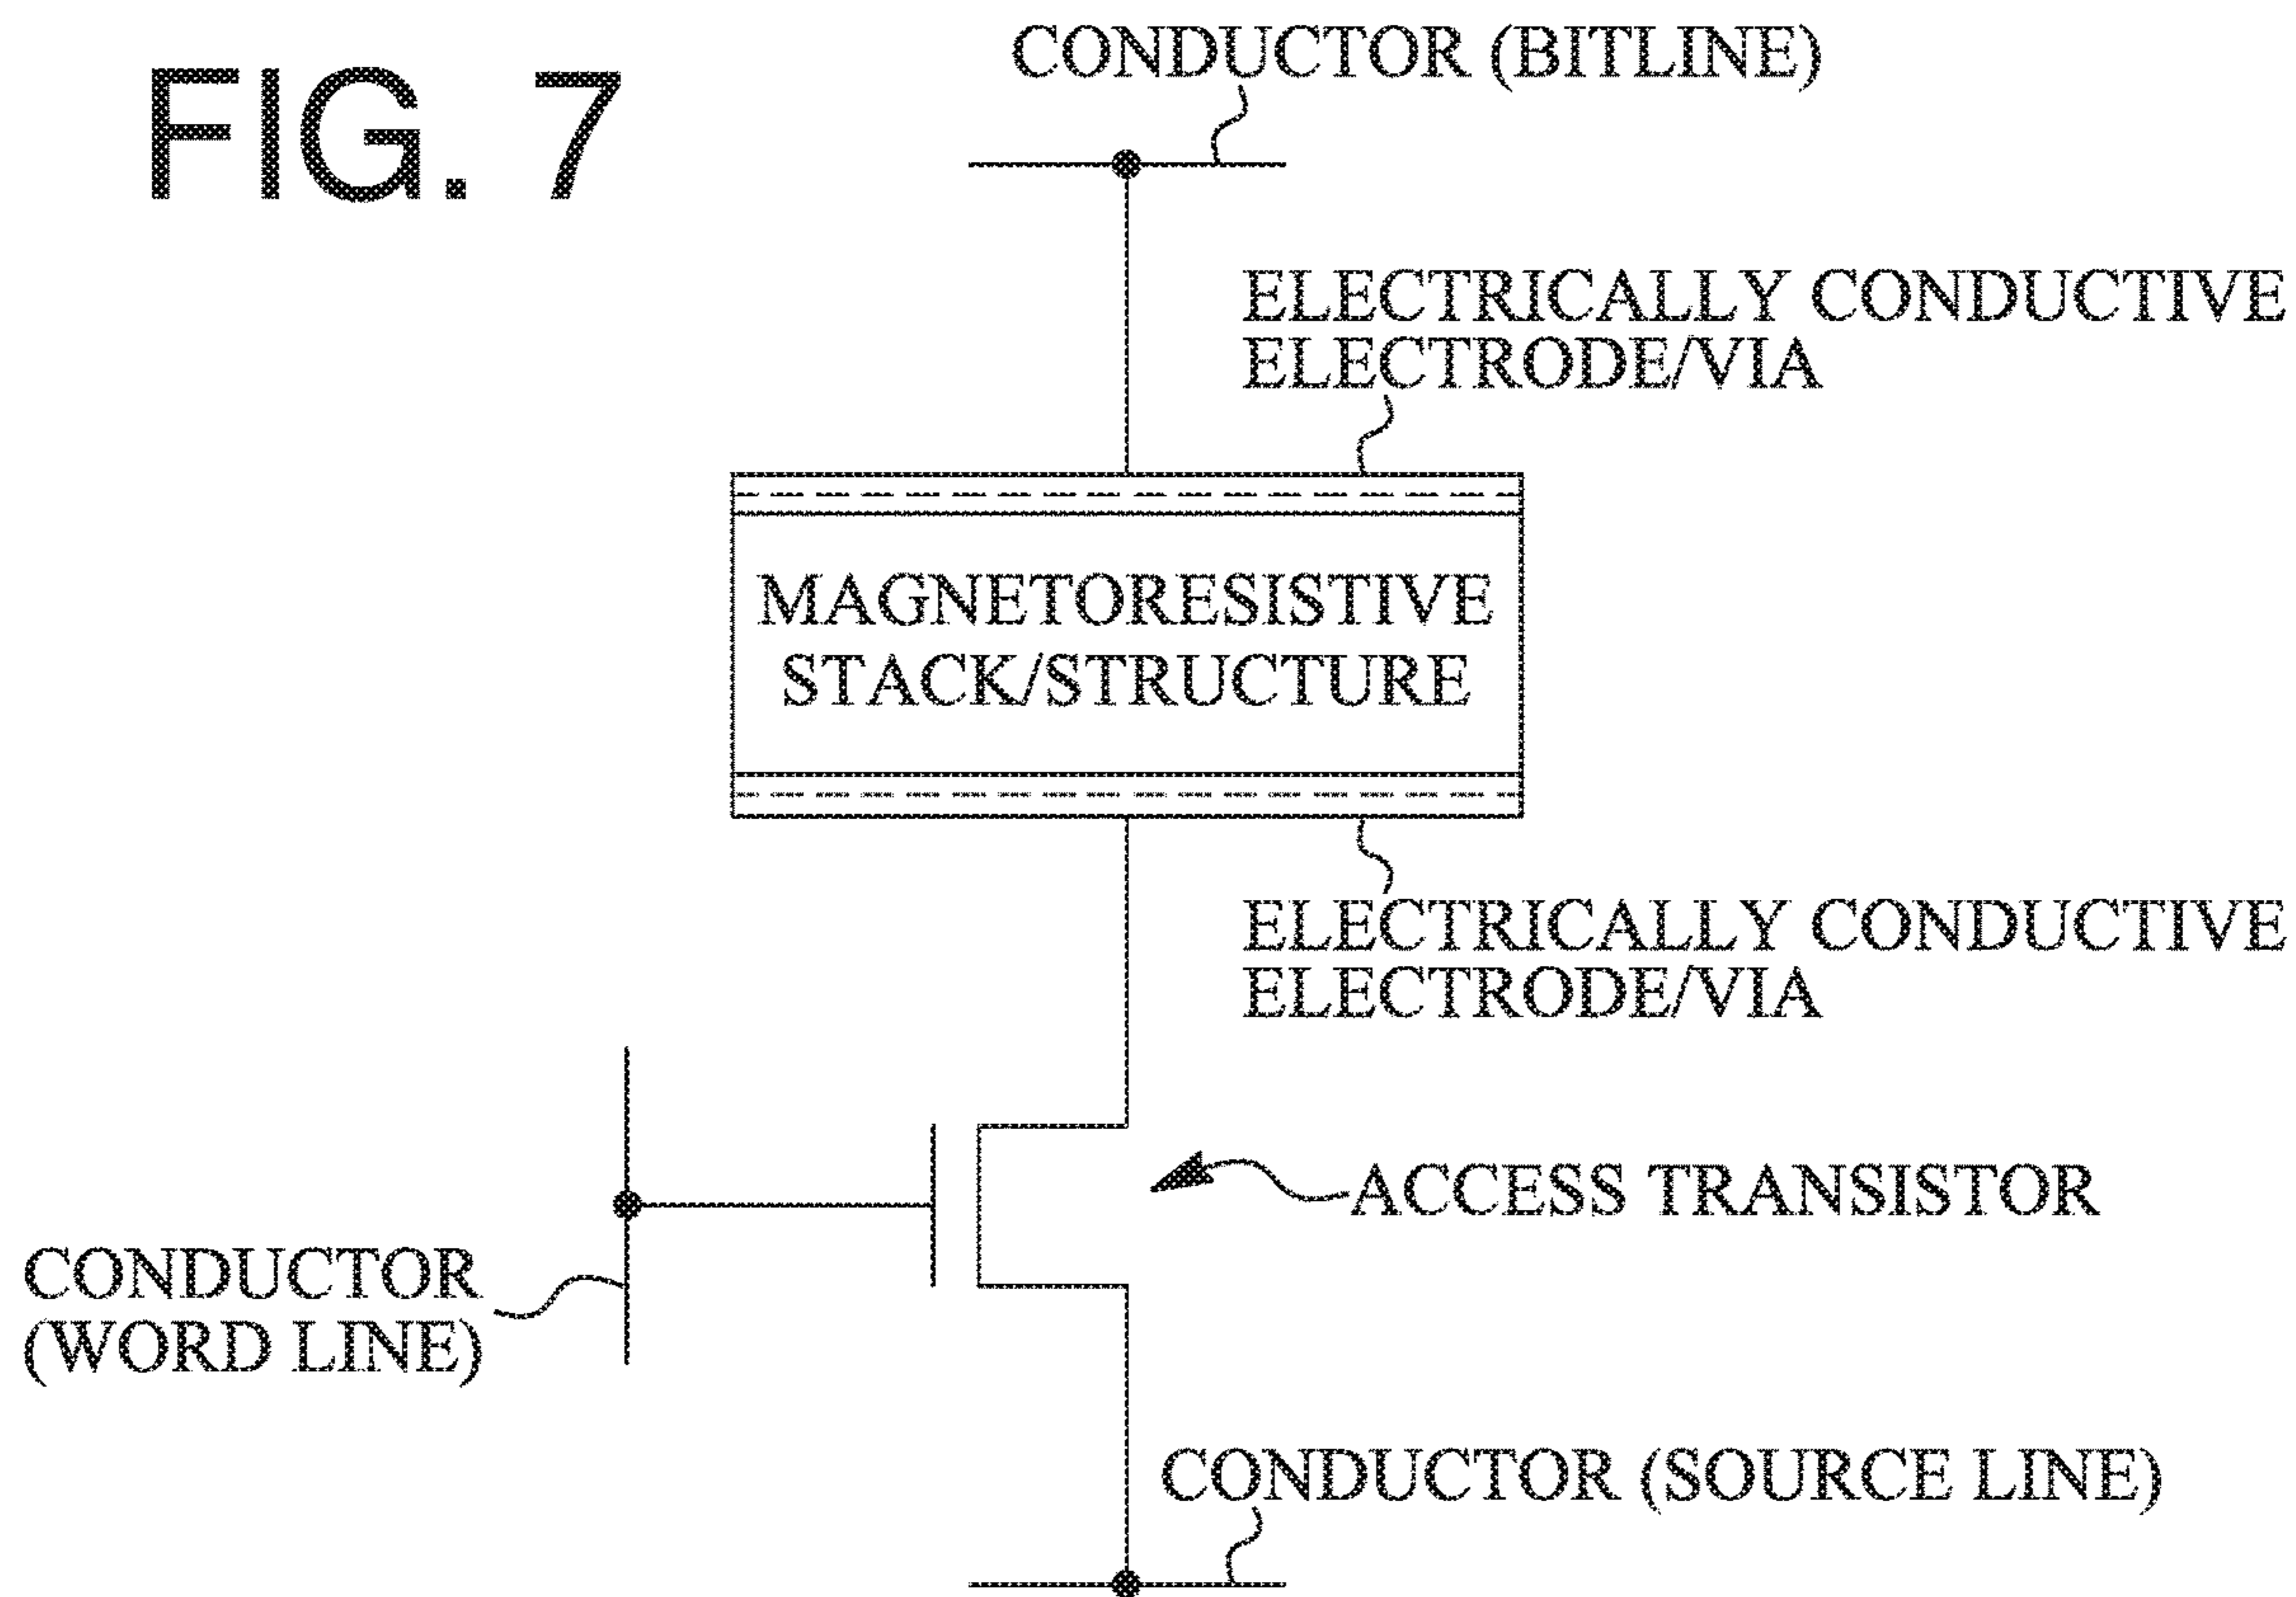 FIG. 7
CONDUCTOR (BITLINE)
ELECTRICALLY CONDUCTIVE
ELECTRODE/VIA
MAGNETORESISTIVE
STACK/STRUCTURE
ELECTRICALLY CONDUCTIVE
ELECTRODE/VIA
ACCESS TRANSISTOR
CONDUCTOR
(WORD LINE)
CONDUCTOR (SOURCE LINE)